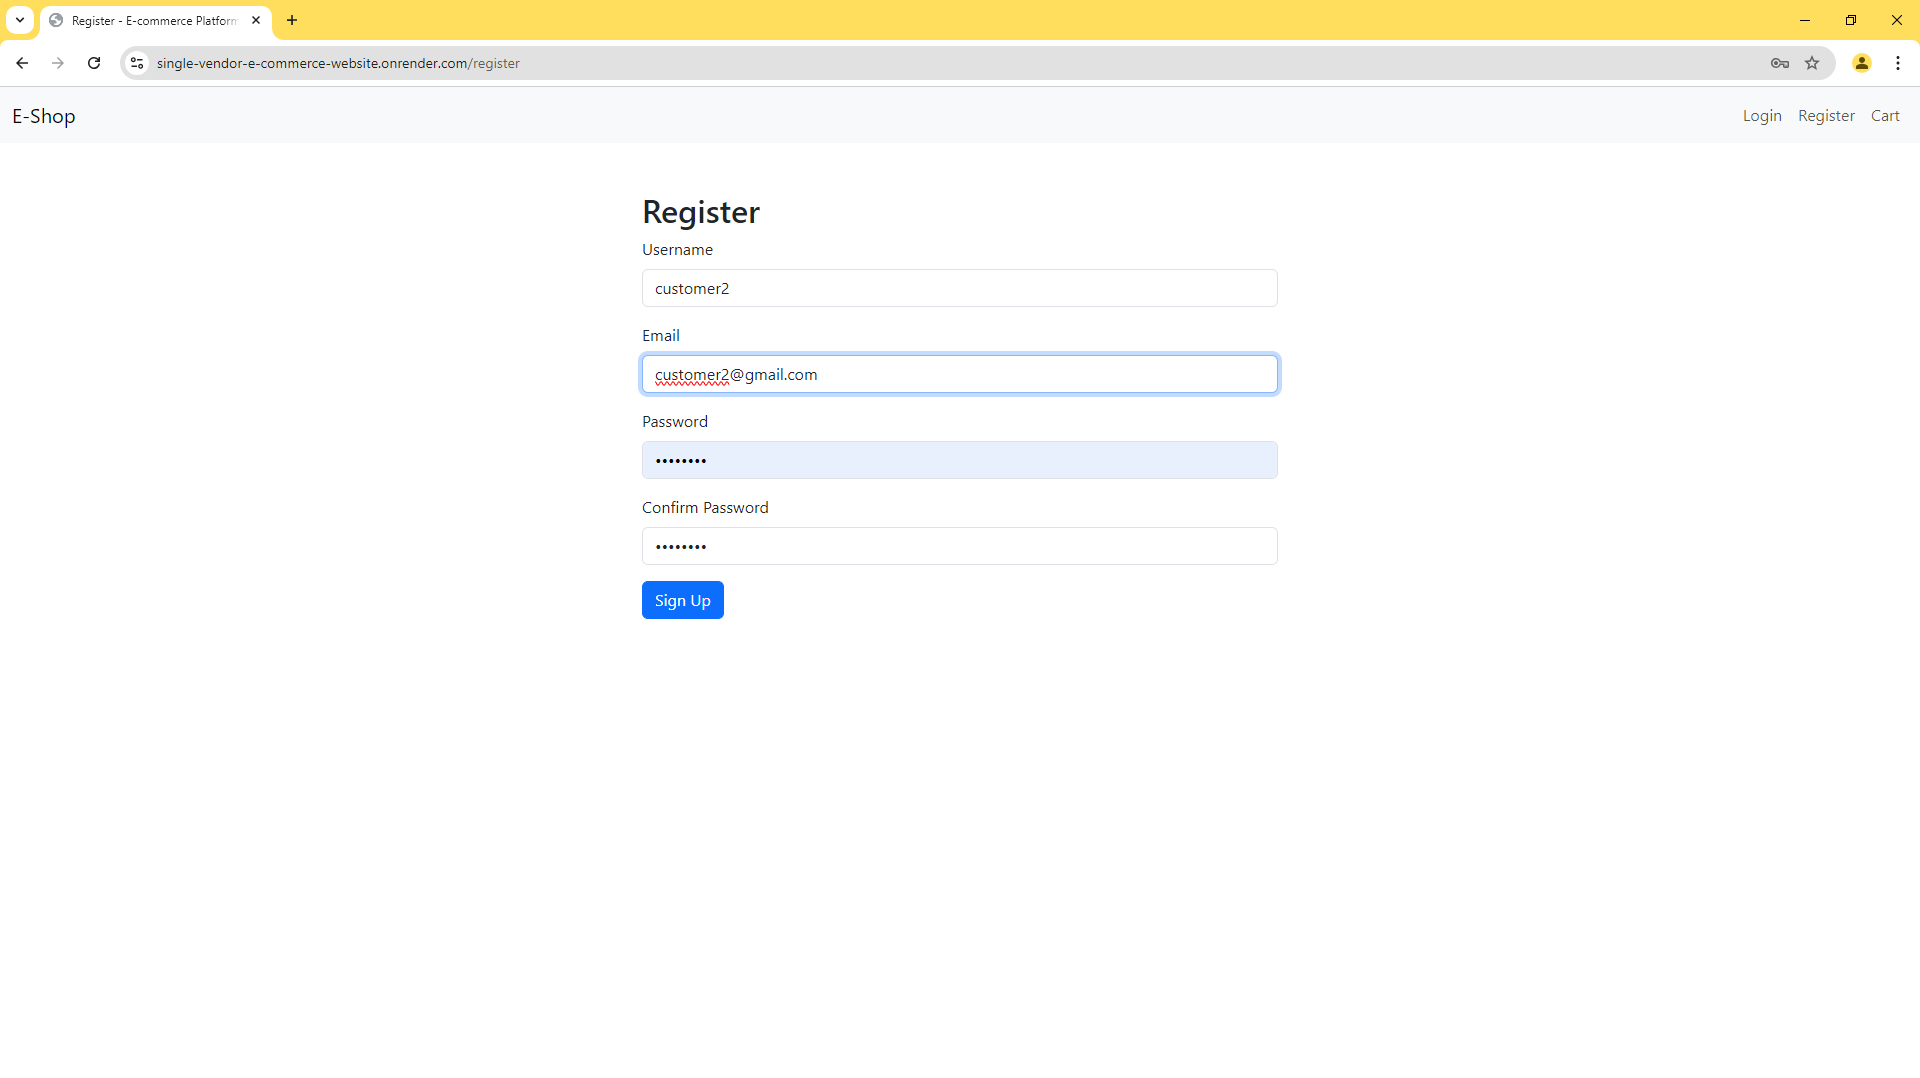 Register - E-commerce Platform
single-vendor-e-commerce-website.onrender.com/register
E-Shop
Login Register Cart
Register
Username
customer2
Email
customer2@gmail.com
Password
••••••••
Confirm Password
••••••••
Sign Up